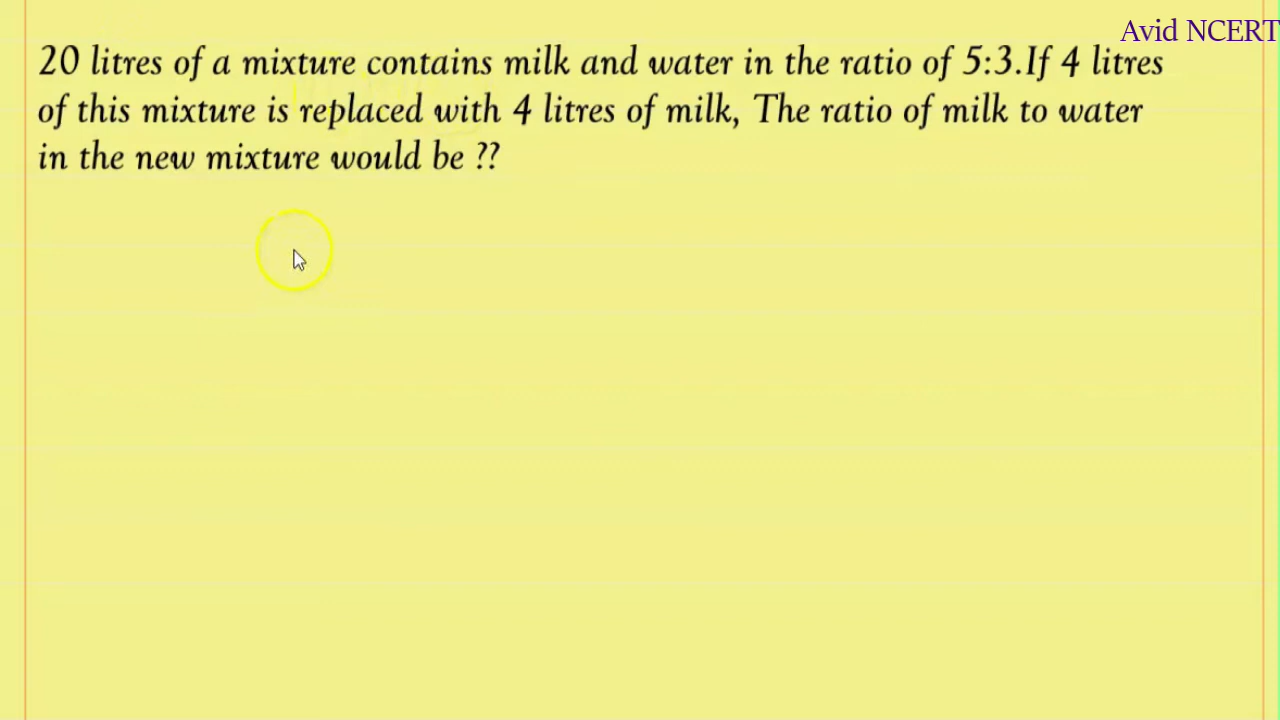 Avid NCERT
20 litres of a mixture contains milk and water in the ratio of 5:3.If 4 litres
of this mixture is replaced with 4 litres of milk, The ratio of milk to water
in the new mixture would be ??